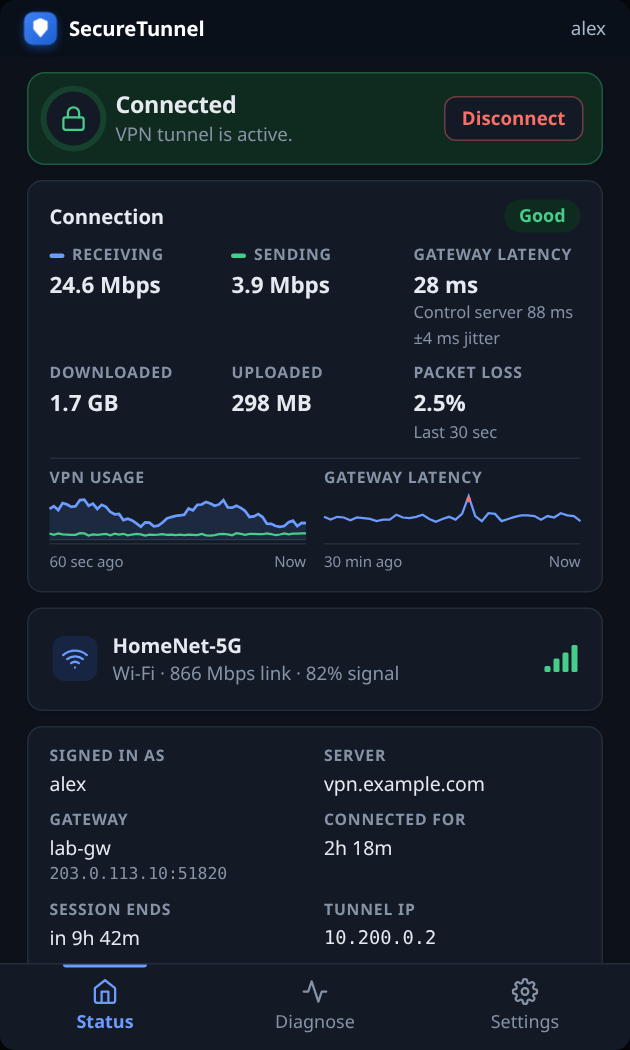 SecureTunnel
alex
Connected
VPN tunnel is active.
Disconnect
Connection
Good
RECEIVING
SENDING
GATEWAY LATENCY
24.6 Mbps
3.9 Mbps
28 ms
Control server 88 ms
±4 ms jitter
DOWNLOADED
UPLOADED
PACKET LOSS
1.7 GB
298 MB
2.5%
Last 30 sec
VPN USAGE
GATEWAY LATENCY
60 sec ago
Now
30 min ago
Now
HomeNet-5G
Wi-Fi · 866 Mbps link · 82% signal
SIGNED IN AS
SERVER
alex
vpn.example.com
GATEWAY
CONNECTED FOR
lab-gw
2h 18m
203.0.113.10:51820
SESSION ENDS
TUNNEL IP
in 9h 42m
10.200.0.2
Status
Diagnose
Settings